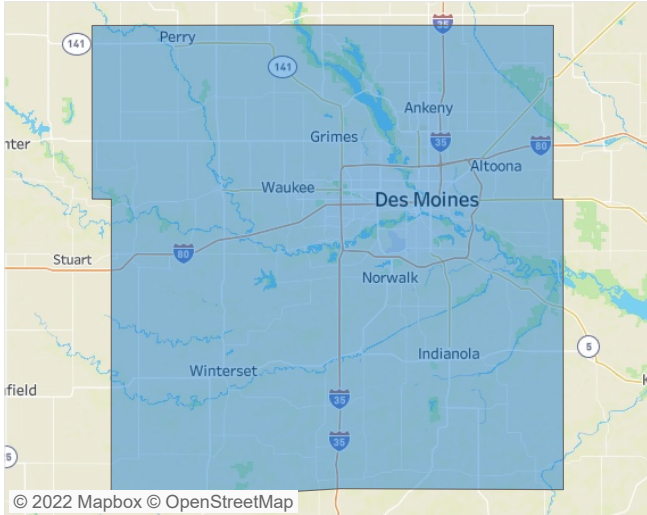 35
Perry
141
141
Ankeny
Grimes
35
80
nter
Altoona
Waukee
Des Moines
80
Stuart
Norwalk
5
Indianola
Winterset
nfield
35
35
5
© 2022 Mapbox © OpenStreetMap